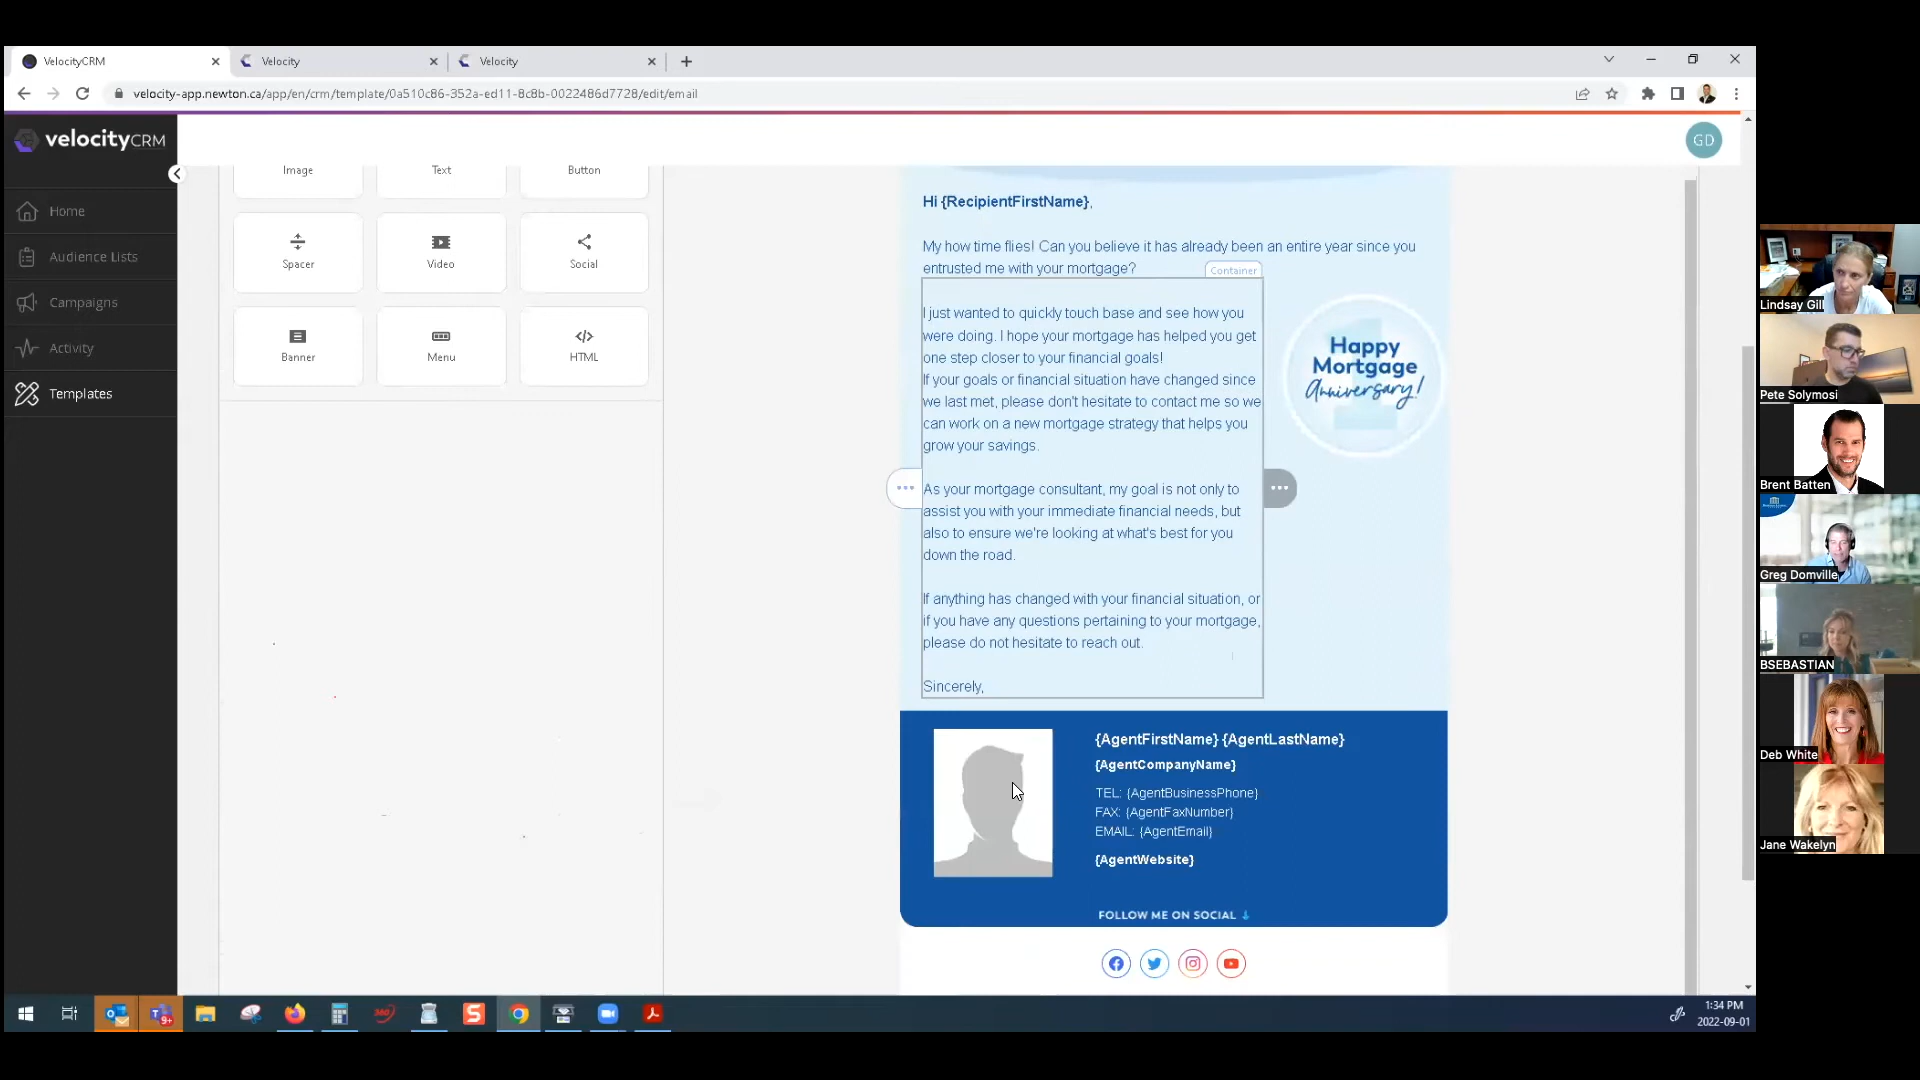 VelocityCRM
Velocity
Velocity
velocity-app.newton.ca/app/en/crm/template/0a510c86-352a-ed11-8c8b-0022486d7728/edit/email
velocityCRM
GD
Home
Audience Lists
Campaigns
Activity
Templates
Image
Text
Button
Spacer
Video
Social
Banner
Menu
HTML
Hi {RecipientFirstName},
My how time flies! Can you believe it has already been an entire year since you
entrusted me with your mortgage?
Container
I just wanted to quickly touch base and see how you
were doing. I hope your mortgage has helped you get
one step closer to your financial goals!
If your goals or financial situation have changed since
we last met, please don't hesitate to contact me so we
can work on a new mortgage strategy that helps you
grow your savings.
As your mortgage consultant, my goal is not only to
assist you with your immediate financial needs, but
also to ensure we're looking at what's best for you
down the road.
If anything has changed with your financial situation, or
if you have any questions pertaining to your mortgage,
please do not hesitate to reach out.
Sincerely,
Happy
Mortgage
Anniversary!
{AgentFirstName} {AgentLastName}
{AgentCompanyName}
TEL: {AgentBusinessPhone}
FAX: {AgentFaxNumber}
EMAIL: {AgentEmail}
{AgentWebsite}
FOLLOW ME ON SOCIAL
Lindsay Gill
Pete Solymosi
Brent Batten
Greg Domville
BSEBASTIAN
Deb White
Jane Wakelyn
9+
360
1:34 PM
2022-09-01